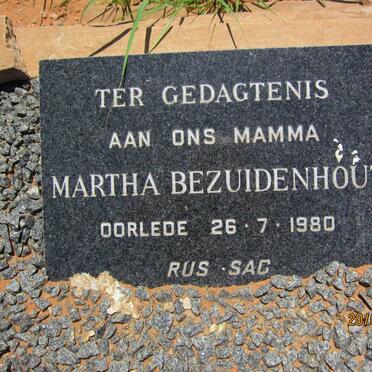 TER GEDAGTENIS
AAN ONS MAMMA
MARTHA BEZUIDENHOUT
OORLEDE 26 · 7 · 1980
RUS SAG